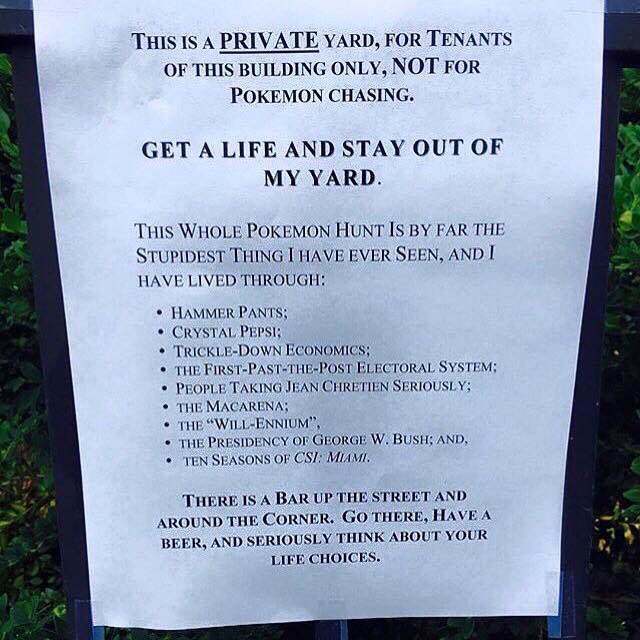 THIS IS A PRIVATE YARD, FOR TENANTS
OF THIS BUILDING ONLY, NOT FOR
POKEMON CHASING.
GET A LIFE AND STAY OUT OF
MY YARD.
THIS WHOLE POKEMON HUNT IS BY FAR THE
STUPIDEST THING I HAVE EVER SEEN, AND I
HAVE LIVED THROUGH:
• HAMMER PANTS;
• CRYSTAL PEPSI;
• TRICKLE-DOWN ECONOMICS;
• THE FIRST-PAST-THE-POST ELECTORAL SYSTEM;
• PEOPLE TAKING JEAN CHRETIEN SERIOUSLY;
• THE MACARENA;
• THE “WILL-ENNIUM”,
• THE PRESIDENCY OF GEORGE W. BUSH; AND,
• TEN SEASONS OF CSI: MIAMI.
THERE IS A BAR UP THE STREET AND
AROUND THE CORNER. GO THERE, HAVE A
BEER, AND SERIOUSLY THINK ABOUT YOUR
LIFE CHOICES.